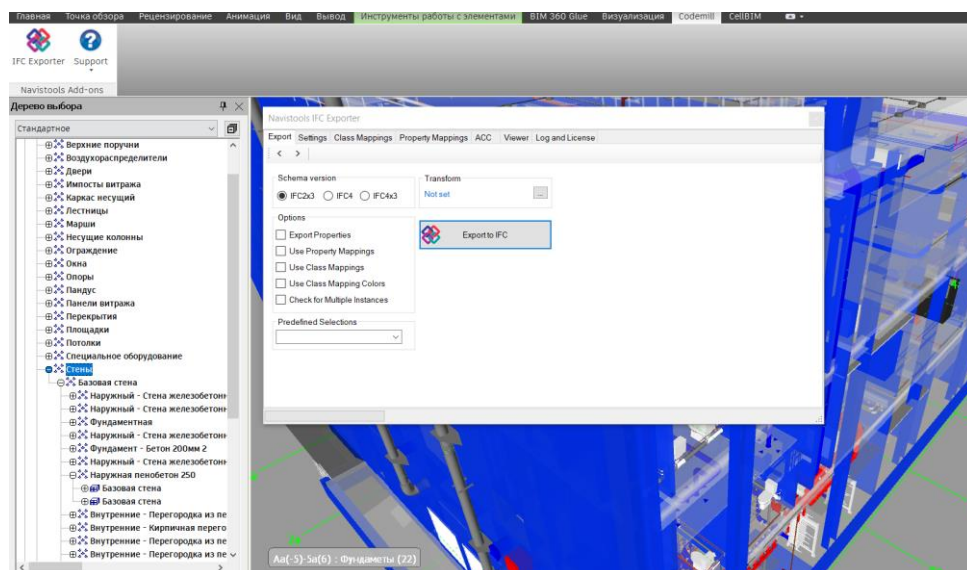 Главная Точка обзора Рецензирование Анимация Вид Вывод Инструменты работы с элементами BIM 360 Glue Визуализация Codemill CellBIM
IFC Exporter Support
Navistools Add-ons
Дерево выбора
Стандартное
Верхние поручни
Воздухораспределители
Двери
Импосты витража
Каркас несущий
Лестницы
Марши
Несущие колонны
Ограждение
Окна
Опоры
Пандус
Панели витража
Перекрытия
Площадки
Потолки
Специальное оборудование
Стены
Базовая стена
Наружный - Стена железобетонн
Наружный - Стена железобетонн
Фундаментная
Наружный - Стена железобетонн
Фундамент - Бетон 200мм 2
Наружный - Стена железобетонн
Наружная пенобетон 250
Базовая стена
Базовая стена
Внутренние - Перегородка из пе
Внутренние - Кирпичная перего
Внутренние - Перегородка из пе
Внутренние - Перегородка из пе
Navistools IFC Exporter
Export Settings Class Mappings Property Mappings ACC Viewer Log and License
Schema version
IFC2x3 IFC4 IFC4x3
Transform
Not set ...
Options
Export Properties
Use Property Mappings
Use Class Mappings
Use Class Mapping Colors
Check for Multiple Instances
Export to IFC
Predefined Selections
Аа(-5)-5а(6) : Фундаменты (22)